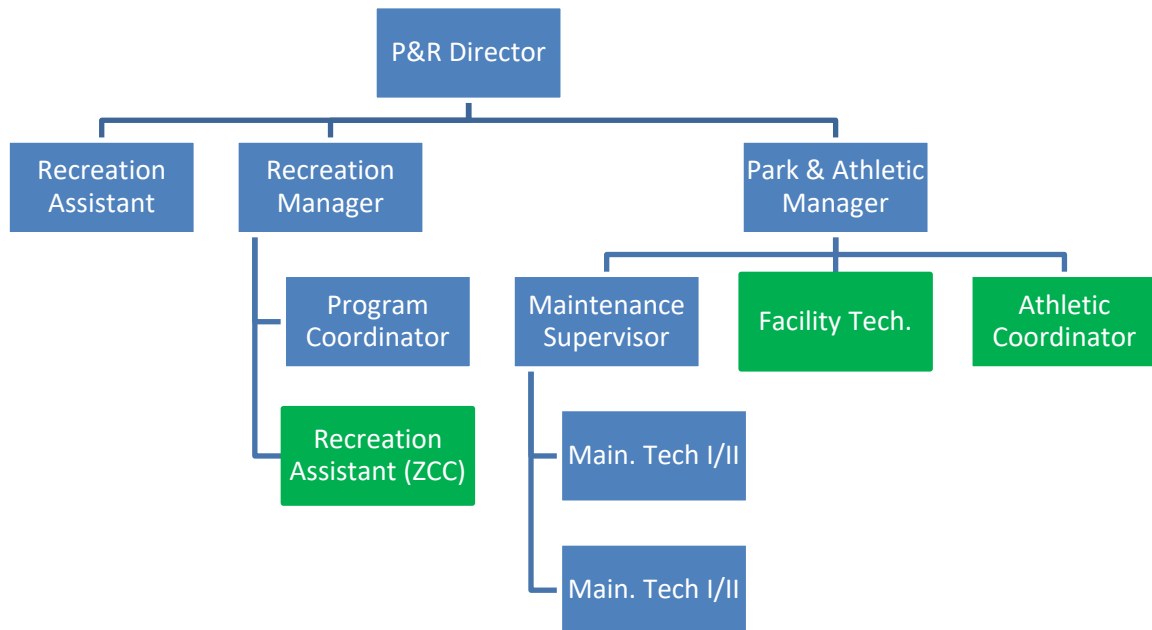 P&R Director
Recreation
Assistant
Recreation
Manager
Park & Athletic
Manager
Program
Coordinator
Maintenance
Supervisor
Facility Tech.
Athletic
Coordinator
Recreation
Assistant (ZCC)
Main. Tech I/II
Main. Tech I/II